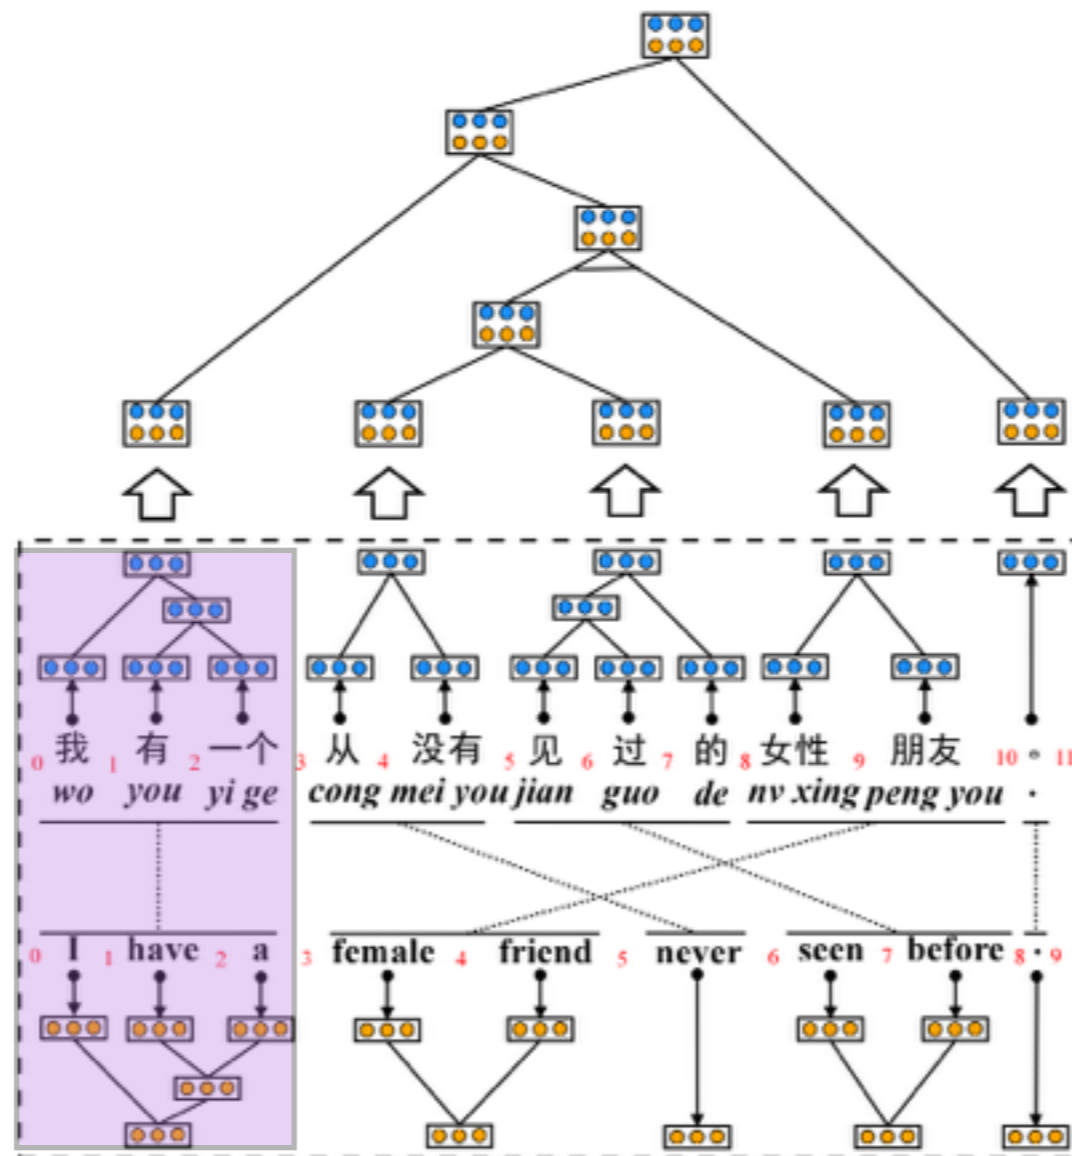 0 我 1 有 2 一个 3 从 4 没有 5 见 6 过 7 的 8 女性 9 朋友 10 。 11
wo you yi ge cong mei you jian guo de nv xing peng you .
0 I 1 have 2 a 3 female 4 friend 5 never 6 seen 7 before 8 . 9